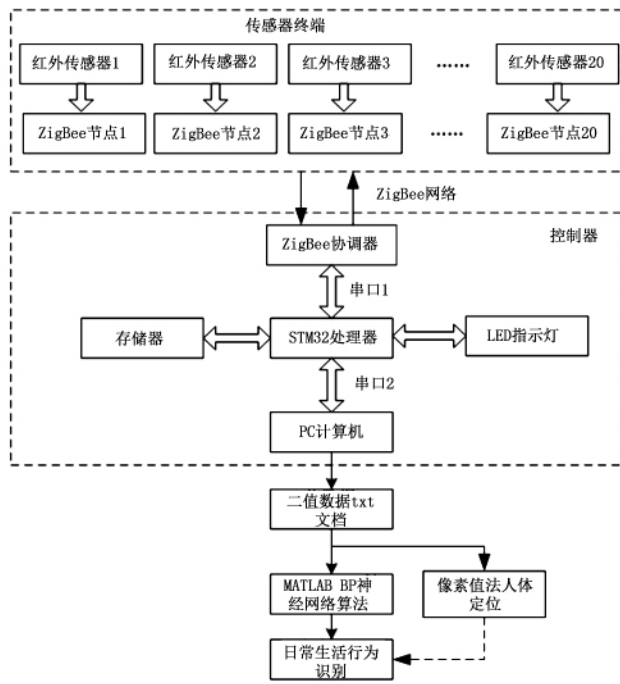 传感器终端
红外传感器1
红外传感器2
红外传感器3
......
红外传感器20
ZigBee节点1
ZigBee节点2
ZigBee节点3
......
ZigBee节点20
ZigBee网络
控制器
ZigBee协调器
串口1
存储器
STM32处理器
LED指示灯
串口2
PC计算机
二值数据txt
文档
MATLAB BP神
经网络算法
像素值法人体
定位
日常生活行为
识别